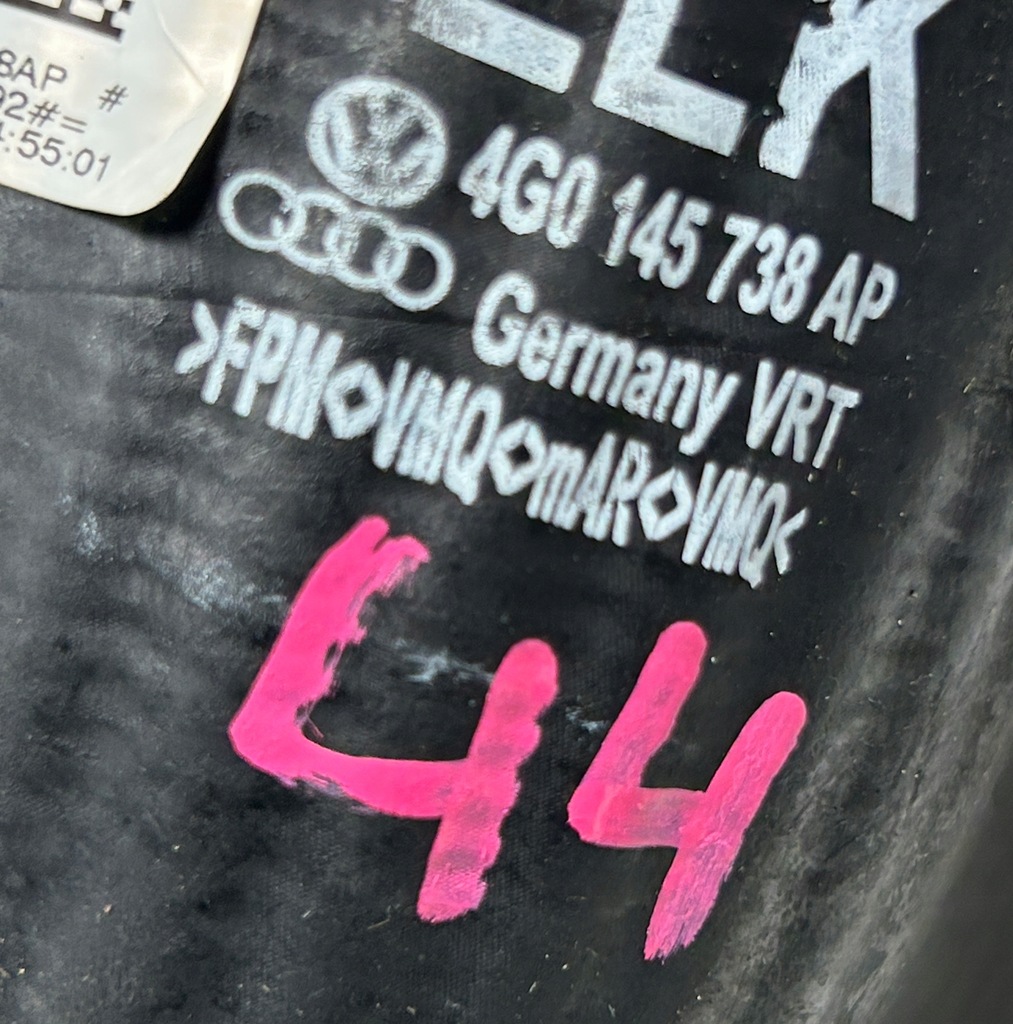 8AP #
92#=
:55:01
4G0 145 738 AP
Germany VRT
>FPM◇VMQ◇mAR◇VMQ<
44